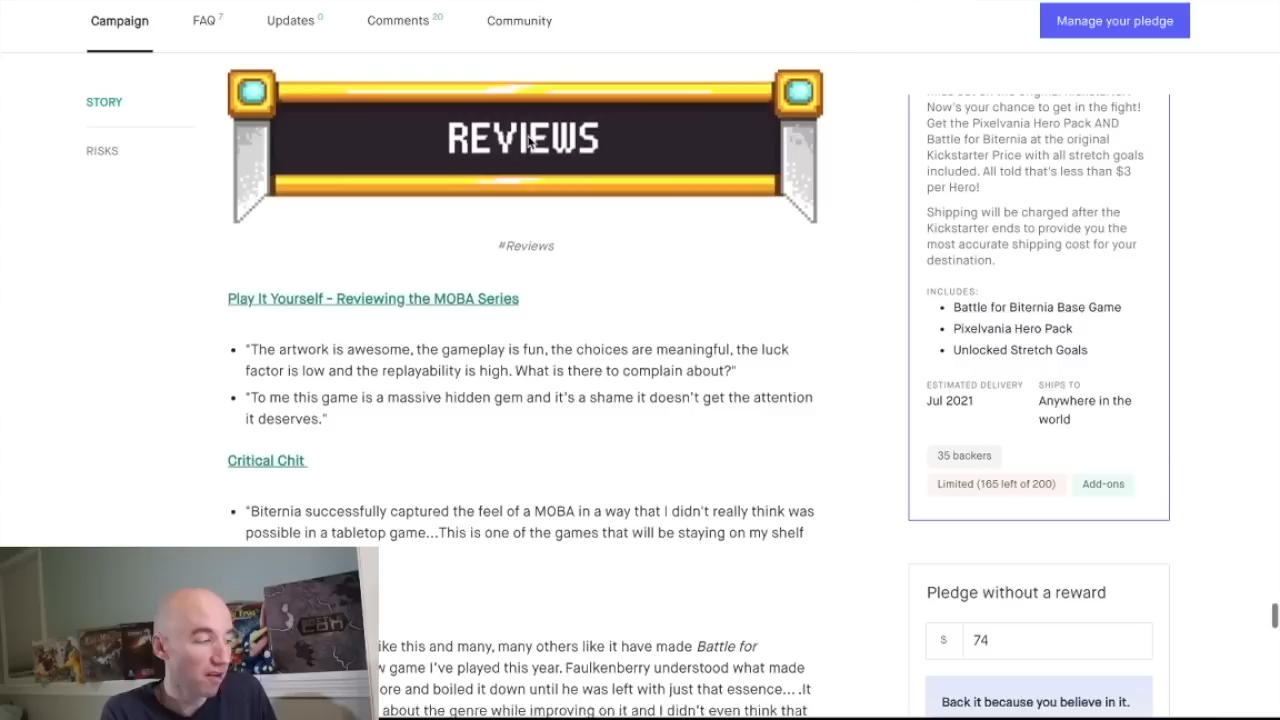 Campaign
FAQ 7
Updates 0
Comments 20
Community
Manage your pledge
STORY
RISKS
REVIEWS
#Reviews
Play It Yourself - Reviewing the MOBA Series
"The artwork is awesome, the gameplay is fun, the choices are meaningful, the luck
factor is low and the replayability is high. What is there to complain about?"
"To me this game is a massive hidden gem and it's a shame it doesn't get the attention
it deserves."
Critical Chit
"Biternia successfully captured the feel of a MOBA in a way that I didn't really think was
possible in a tabletop game...This is one of the games that will be staying on my shelf
ike this and many, many others like it have made Battle for
w game I've played this year. Faulkenberry understood what made
ore and boiled it down until he was left with just that essence... .It
about the genre while improving on it and I didn't even think that
Now's your chance to get in the fight!
Get the Pixelvania Hero Pack AND
Battle for Biternia at the original
Kickstarter Price with all stretch goals
included. All told that's less than $3
per Hero!
Shipping will be charged after the
Kickstarter ends to provide you the
most accurate shipping cost for your
destination.
INCLUDES:
Battle for Biternia Base Game
Pixelvania Hero Pack
Unlocked Stretch Goals
ESTIMATED DELIVERY
Jul 2021
SHIPS TO
Anywhere in the
world
35 backers
Limited (165 left of 200)
Add-ons
Pledge without a reward
$ 74
Back it because you believe in it.